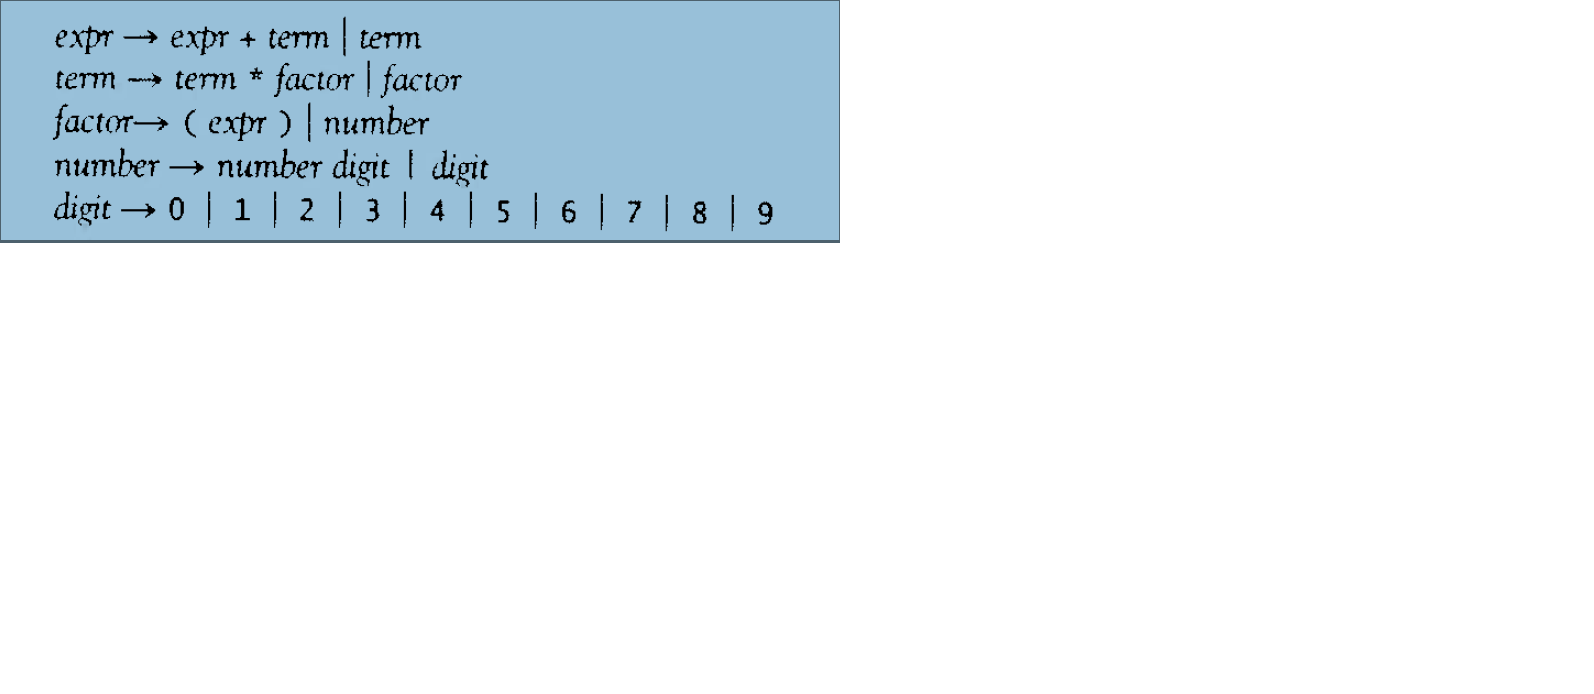 expr → expr + term | term
term → term * factor | factor
factor→ ( expr ) | number
number → number digit | digit
digit → 0 | 1 | 2 | 3 | 4 | 5 | 6 | 7 | 8 | 9